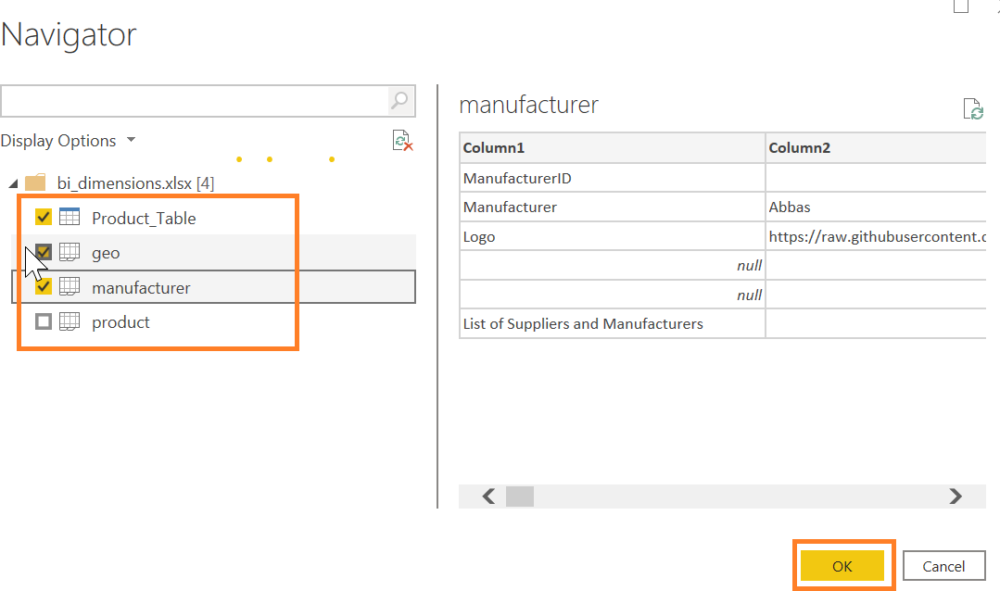 Navigator
Display Options
bi_dimensions.xlsx [4]
Product_Table
geo
manufacturer
product
manufacturer
Column1 Column2
ManufacturerID
Manufacturer Abbas
Logo https://raw.githubusercontent.c
null
null
List of Suppliers and Manufacturers
OK Cancel